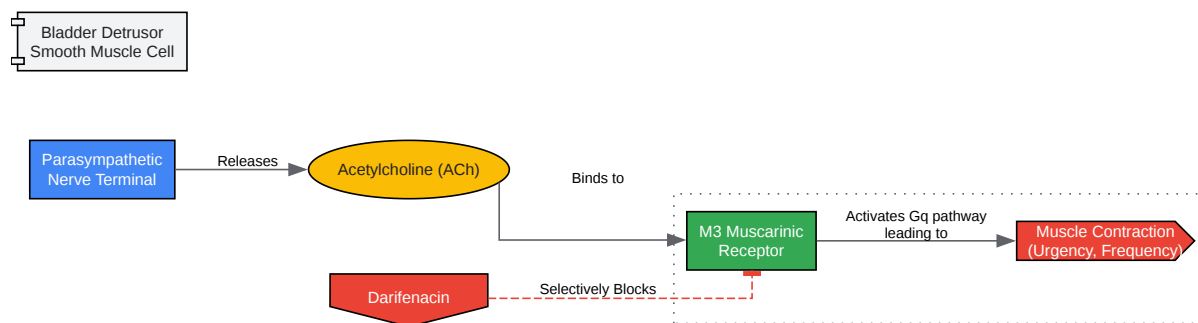 Bladder Detrusor
Smooth Muscle Cell
Parasympathetic
Nerve Terminal
Releases
Acetylcholine (ACh)
Binds to
M3 Muscarinic
Receptor
Activates Gq pathway
leading to
Muscle Contraction
(Urgency, Frequency)
Darifenacin
Selectively Blocks